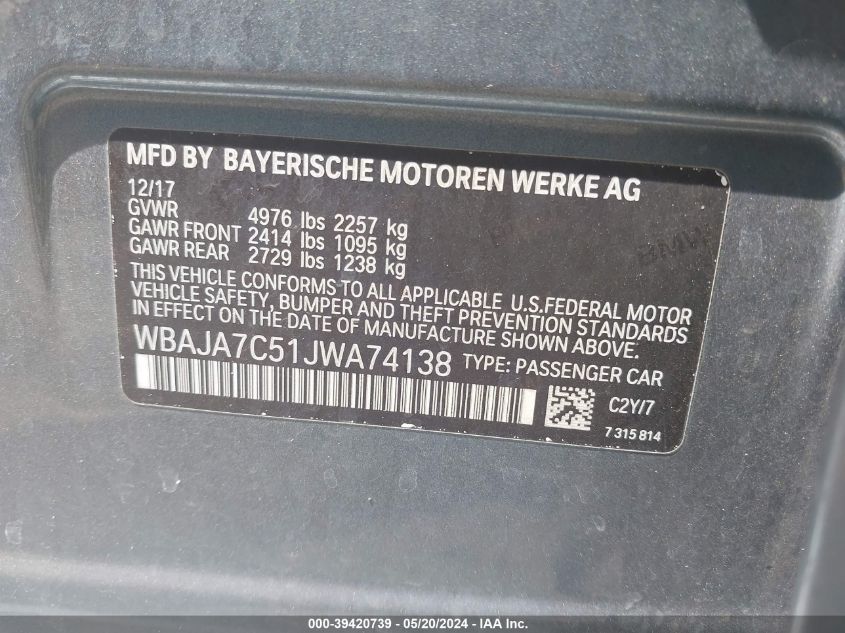 MFD BY BAYERISCHE MOTOREN WERKE AG
12/17
GVWR 4976 lbs 2257 kg
GAWR FRONT 2414 lbs 1095 kg
GAWR REAR 2729 lbs 1238 kg
THIS VEHICLE CONFORMS TO ALL APPLICABLE U.S.FEDERAL MOTOR
VEHICLE SAFETY, BUMPER AND THEFT PREVENTION STANDARDS
IN EFFECT ON THE DATE OF MANUFACTURE SHOWN ABOVE.
WBAJA7C51JWA74138 TYPE: PASSENGER CAR
C2Y/7
7 315 814
000-39420739 - 05/20/2024 - IAAI.com